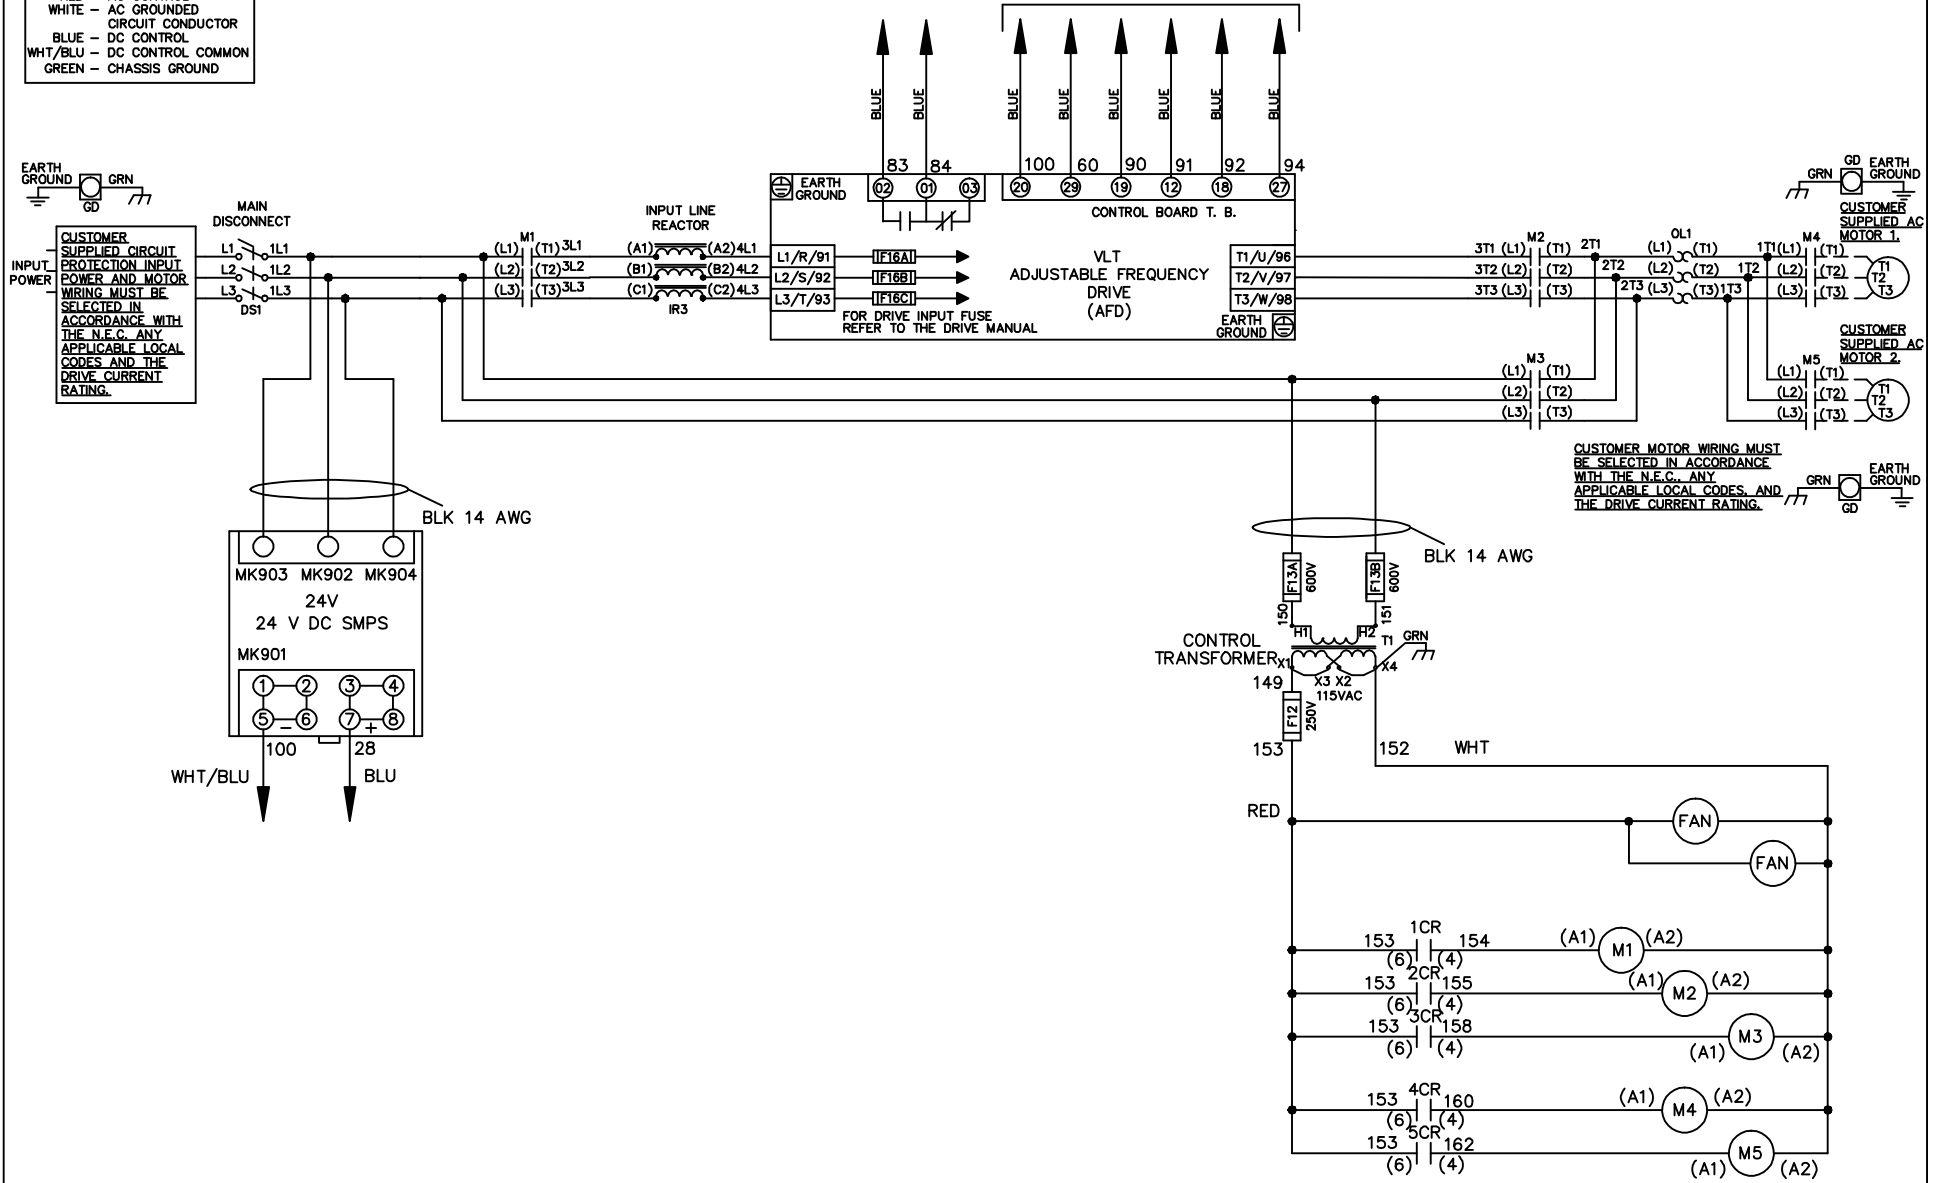 WHITE – AC GROUNDED
CIRCUIT CONDUCTOR
BLUE – DC CONTROL
WHT/BLU – DC CONTROL COMMON
GREEN – CHASSIS GROUND
BLUE
BLUE
BLUE
BLUE
BLUE
BLUE
BLUE
BLUE
83
84
100
60
90
91
92
94
EARTH
GROUND
GRN
GD
EARTH
GROUND
02
01
03
20
29
19
12
18
27
CONTROL BOARD T. B.
GD
EARTH
GROUND
GRN
CUSTOMER
SUPPLIED AC
MOTOR 1.
MAIN
DISCONNECT
INPUT LINE
REACTOR
INPUT
POWER
CUSTOMER
SUPPLIED CIRCUIT
PROTECTION INPUT
POWER AND MOTOR
WIRING MUST BE
SELECTED IN
ACCORDANCE WITH
THE N.E.C. ANY
APPLICABLE LOCAL
CODES AND THE
DRIVE CURRENT
RATING.
L1
1L1
L2
1L2
L3
1L3
DS1
M1
(L1) (T1) 3L1
(L2) (T2) 3L2
(L3) (T3) 3L3
(A1) (A2) 4L1
(B1) (B2) 4L2
(C1) (C2) 4L3
IR3
L1/R/91
L2/S/92
L3/T/93
F16A
F16B
F16C
FOR DRIVE INPUT FUSE
REFER TO THE DRIVE MANUAL
VLT
ADJUSTABLE FREQUENCY
DRIVE
(AFD)
T1/U/96
T2/V/97
T3/W/98
EARTH
GROUND
M2
3T1 (L1) (T1) 2T1
3T2 (L2) (T2) 2T2
3T3 (L3) (T3) 2T3
OL1
(L1) (T1) 1T1
(L2) (T2) 1T2
(L3) (T3) 1T3
M4
(L1) (T1)
(L2) (T2)
(L3) (T3)
T1
T2
T3
CUSTOMER
SUPPLIED AC
MOTOR 2.
M3
(L1) (T1)
(L2) (T2)
(L3) (T3)
M5
(L1) (T1)
(L2) (T2)
(L3) (T3)
T1
T2
T3
CUSTOMER MOTOR WIRING MUST
BE SELECTED IN ACCORDANCE
WITH THE N.E.C., ANY
APPLICABLE LOCAL CODES, AND
THE DRIVE CURRENT RATING.
GRN
GD
EARTH
GROUND
BLK 14 AWG
MK903 MK902 MK904
24V
24 V DC SMPS
MK901
1 2 3 4
5 – 6 7 + 8
100
28
WHT/BLU
BLU
BLK 14 AWG
F13A
600V
F13B
600V
150
151
H1
H2
T1
GRN
CONTROL
TRANSFORMER
X1
X3 X2
X4
115VAC
149
F12
250V
153
152
WHT
RED
FAN
FAN
1CR
153 154 (A1) M1 (A2)
(6) (4)
2CR
153 155 (A1) M2 (A2)
(6) (4)
3CR
153 158 M3
(6) (4) (A1) (A2)
4CR
153 160 (A1) M4 (A2)
(6) (4)
5CR
153 162 M5
(6) (4) (A1) (A2)